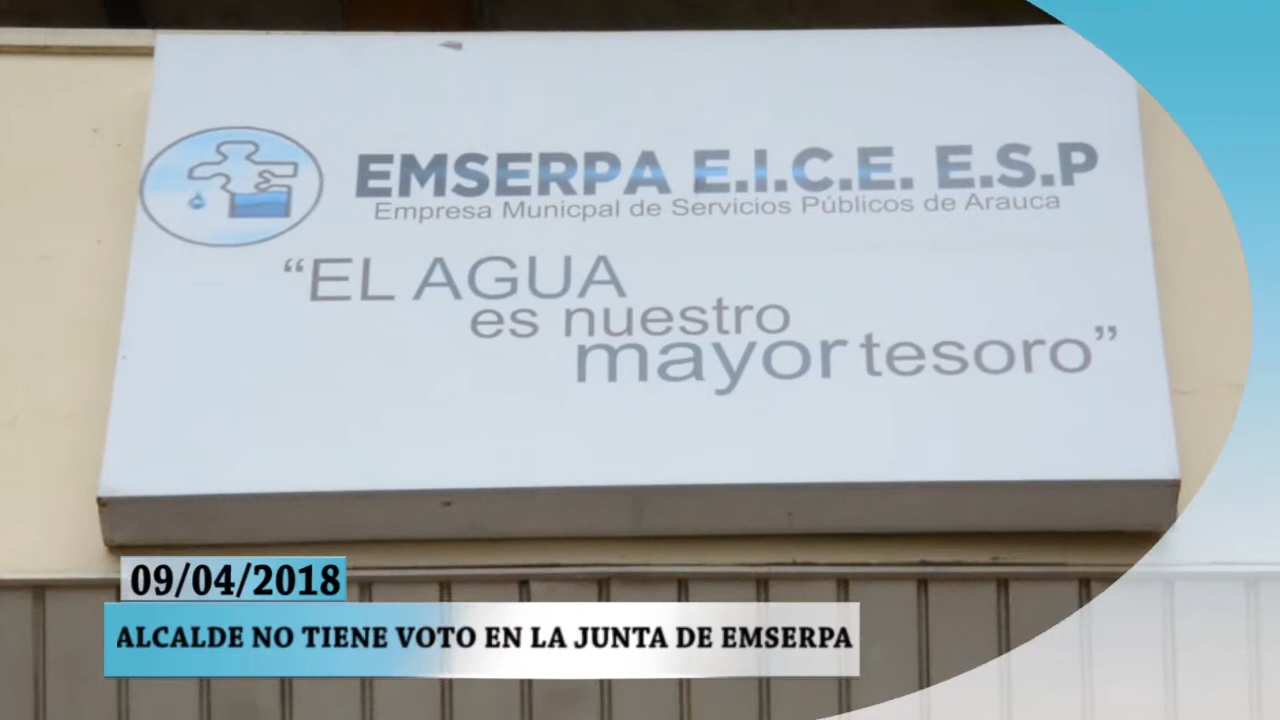 EMSERPA E.I.C.E. E.S.P
Empresa Municpal de Servicios Públicos de Arauca
“EL AGUA
es nuestro
mayor tesoro”
09/04/2018
ALCALDE NO TIENE VOTO EN LA JUNTA DE EMSERPA